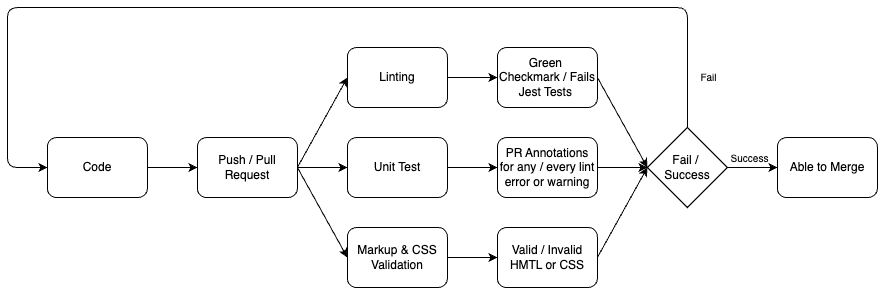 Fail
Linting
Green
Checkmark / Fails
Jest Tests
Code
Push / Pull
Request
Unit Test
PR Annotations
for any / every lint
error or warning
Fail /
Success
Success
Able to Merge
Markup & CSS
Validation
Valid / Invalid
HMTL or CSS